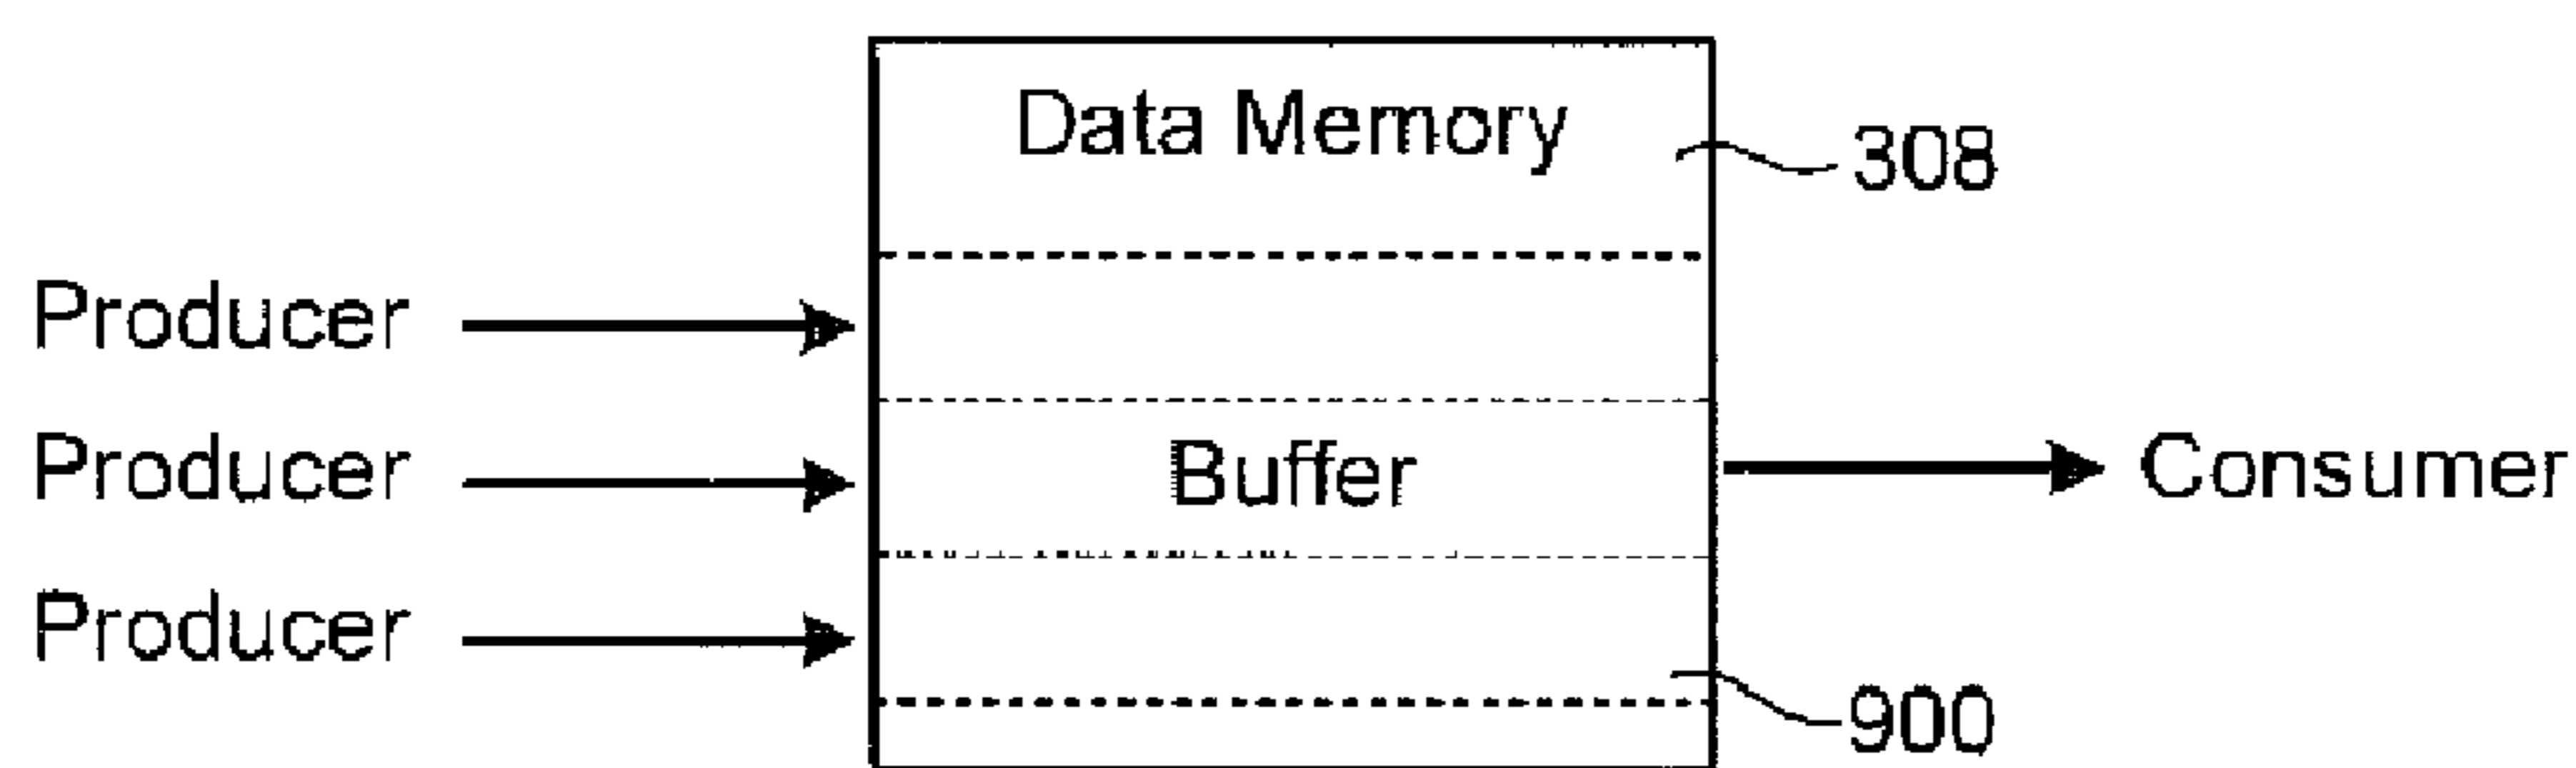 Data Memory
308
Producer
Producer
Buffer
Consumer
Producer
900